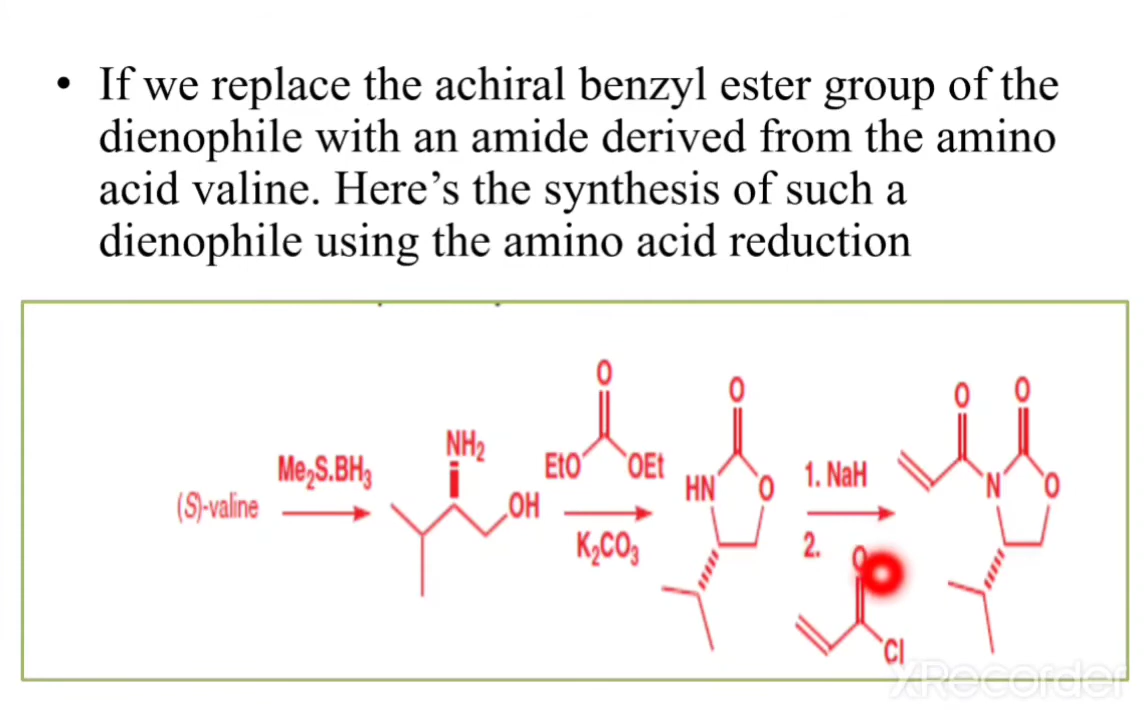 • If we replace the achiral benzyl ester group of the
dienophile with an amide derived from the amino
acid valine. Here’s the synthesis of such a
dienophile using the amino acid reduction
(S)-valine
Me₂S.BH₃
NH₂
OH
O
EtO OEt
K₂CO₃
O
HN O
1. NaH
2.
O
Cl
O O
N O
XRecorder